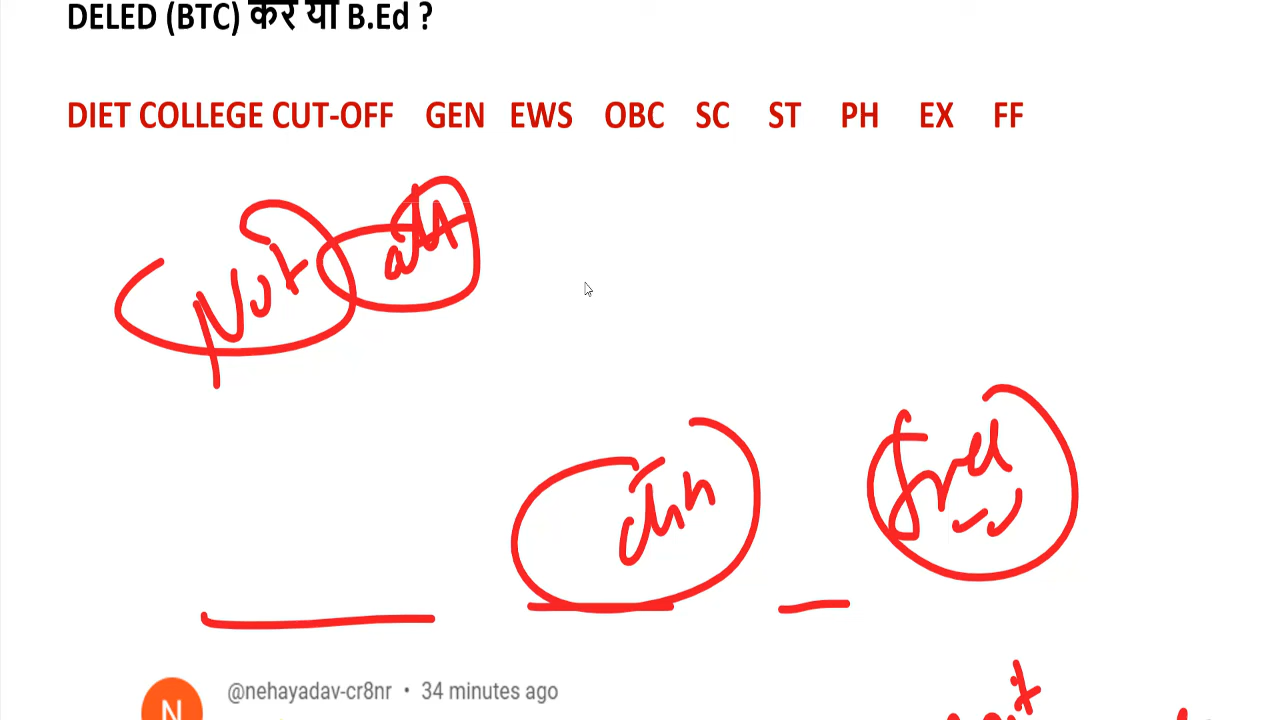 DELED (BTC) करे या B.Ed ?
DIET COLLEGE CUT-OFF GEN EWS OBC SC ST PH EX FF
Not
N @nehayadav-cr8nr • 34 minutes ago